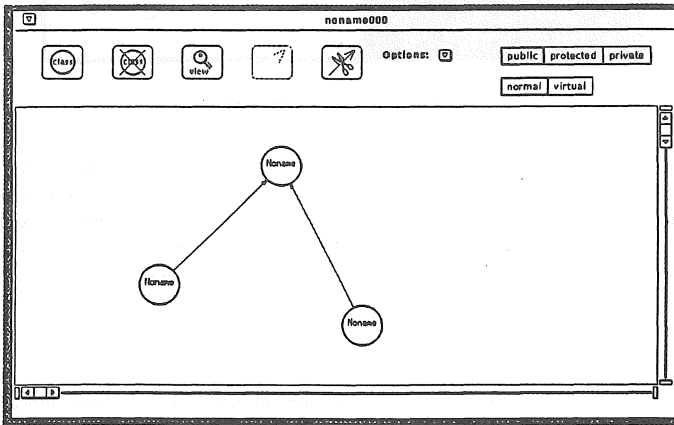 noname000
class
class
view
Options:
public protected private
normal virtual
Noname
Noname
Noname